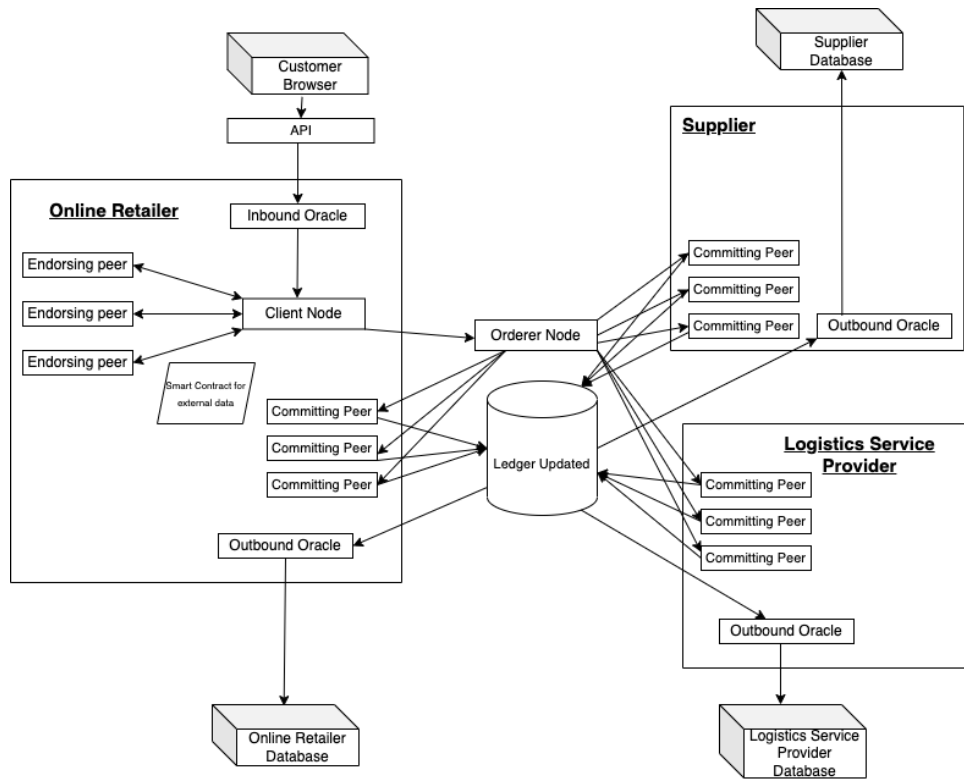 Customer
Browser
API
Supplier
Database
Online Retailer
Inbound Oracle
Endorsing peer
Endorsing peer
Endorsing peer
Client Node
Smart Contract for
external data
Committing Peer
Committing Peer
Committing Peer
Outbound Oracle
Online Retailer
Database
Orderer Node
Ledger Updated
Supplier
Committing Peer
Committing Peer
Committing Peer
Outbound Oracle
Logistics Service
Provider
Committing Peer
Committing Peer
Committing Peer
Outbound Oracle
Logistics Service
Provider
Database